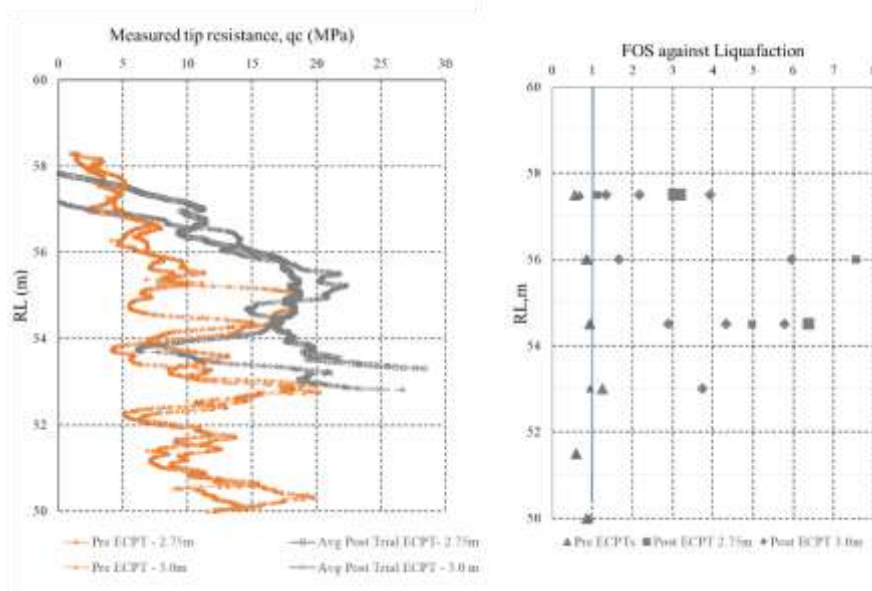 Measured tip resistance, qc (MPa)
0 5 10 15 20 25 30
60
58
56
54
52
50
RL (m)
Pre ECPT - 2.75m
Avg Post Trial ECPT- 2.75m
Pre ECPT - 3.0m
Avg Post Trial ECPT - 3.0 m
FOS against Liquafaction
0 1 2 3 4 5 6 7 8
60
58
56
54
52
50
RL,m
Pre ECPTs
Post ECPT 2.75m
Post ECPT 3.0m